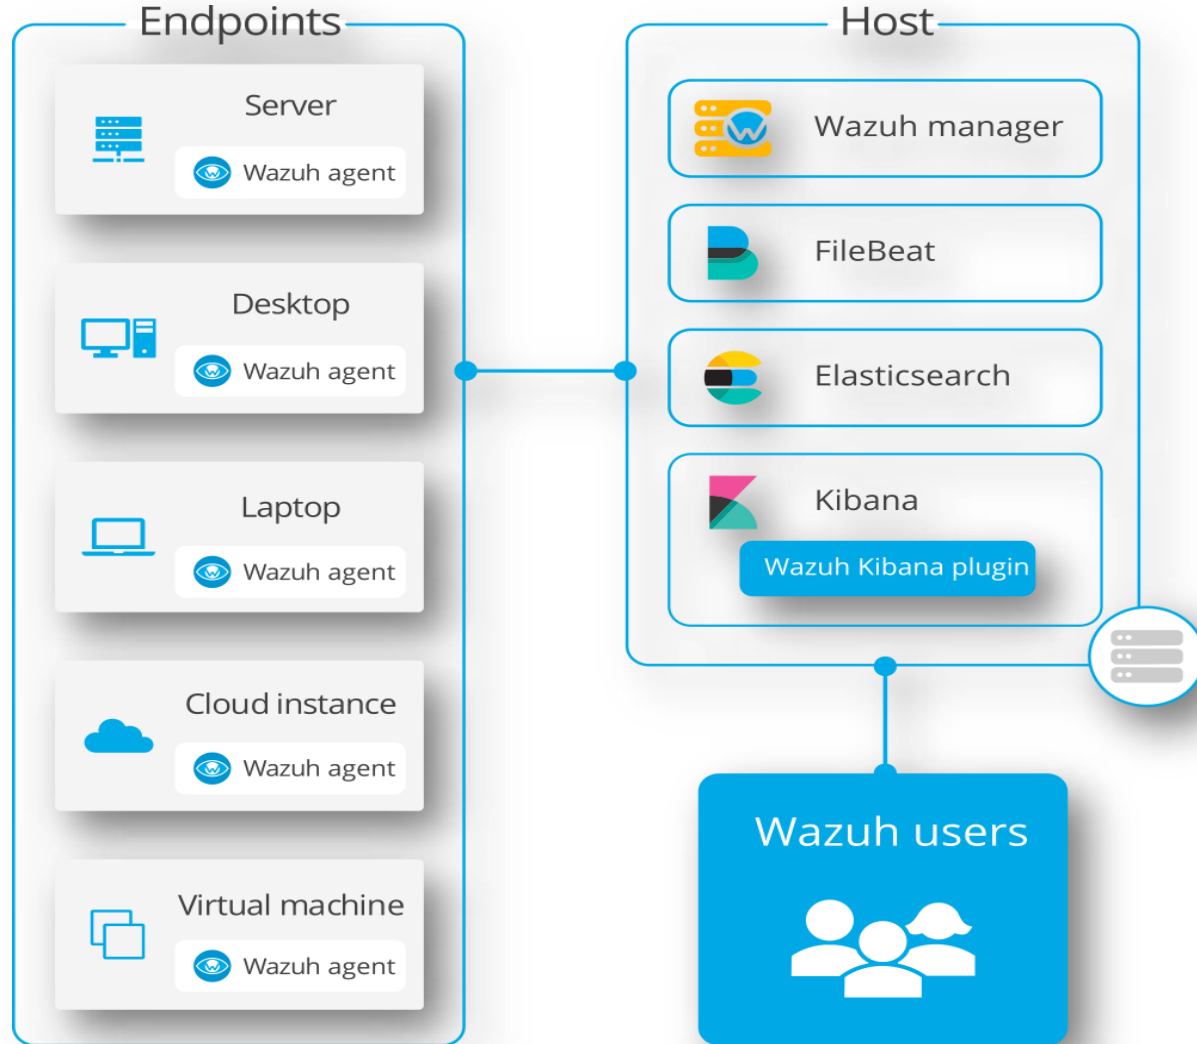 Endpoints
Server
Wazuh agent
Desktop
Wazuh agent
Laptop
Wazuh agent
Cloud instance
Wazuh agent
Virtual machine
Wazuh agent
Host
Wazuh manager
FileBeat
Elasticsearch
Kibana
Wazuh Kibana plugin
Wazuh users